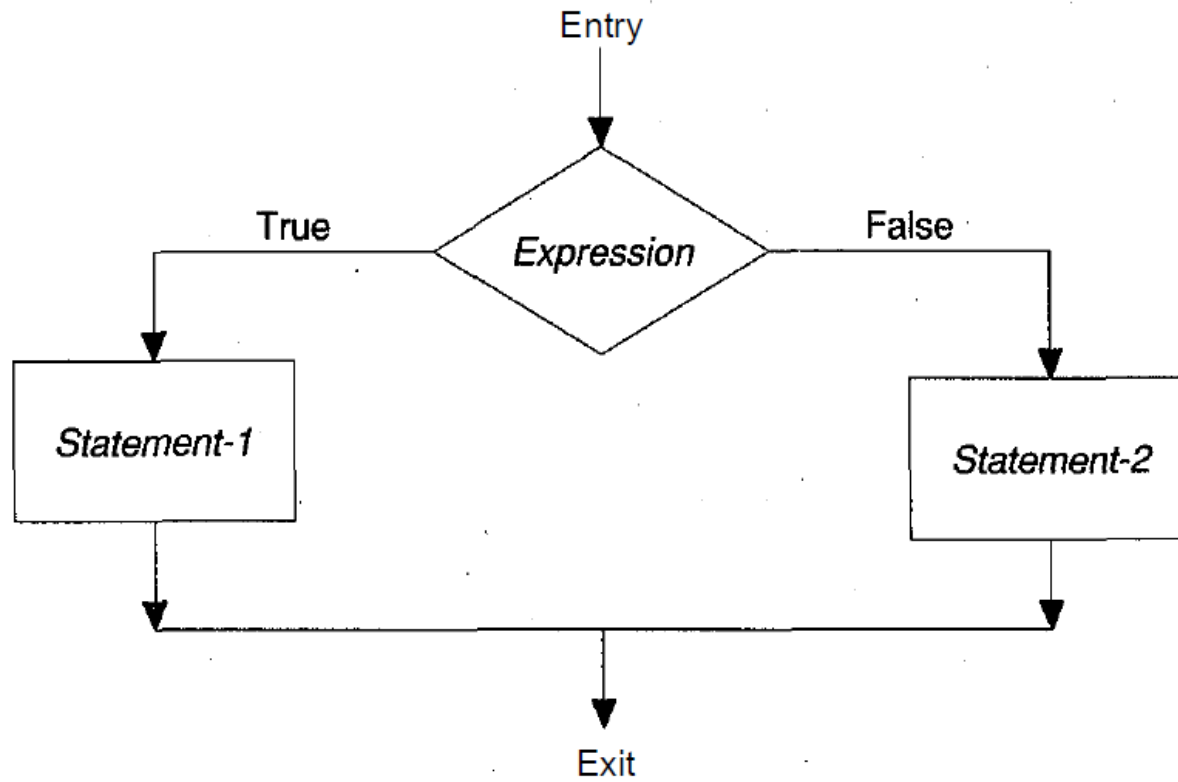 Entry
True
False
Expression
Statement-1
Statement-2
Exit